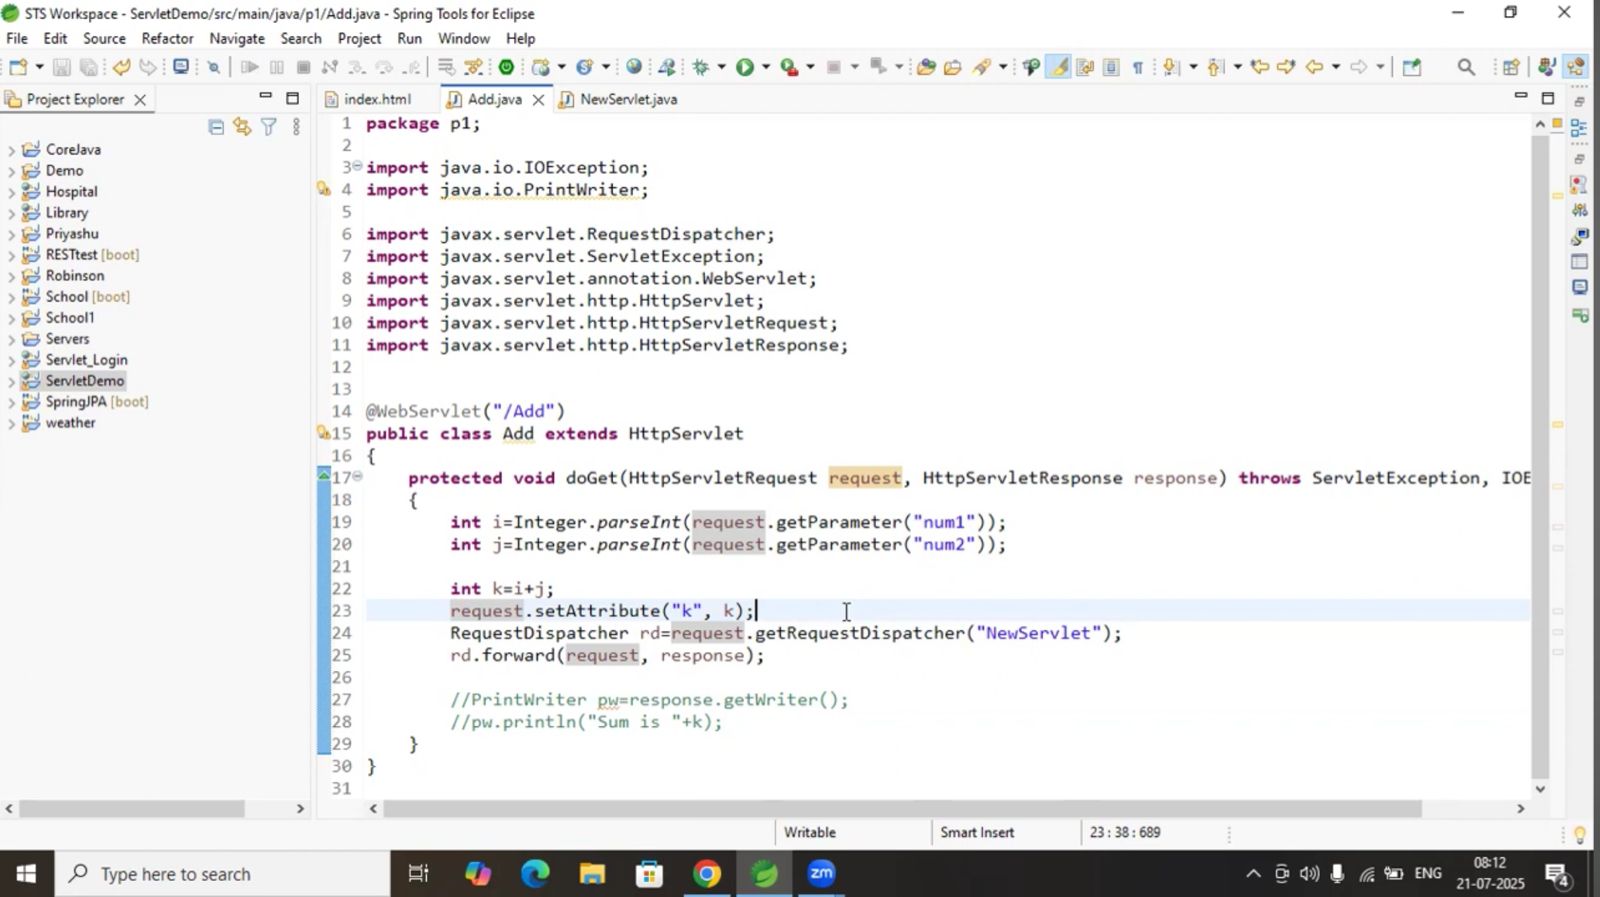 STS Workspace - ServletDemo/src/main/java/p1/Add.java - Spring Tools for Eclipse
File Edit Source Refactor Navigate Search Project Run Window Help
Project Explorer
index.html Add.java NewServlet.java
CoreJava
Demo
Hospital
Library
Priyashu
RESTtest [boot]
Robinson
School [boot]
School1
Servers
Servlet_Login
ServletDemo
SpringJPA [boot]
weather
1 package p1;
2
3 import java.io.IOException;
4 import java.io.PrintWriter;
5
6 import javax.servlet.RequestDispatcher;
7 import javax.servlet.ServletException;
8 import javax.servlet.annotation.WebServlet;
9 import javax.servlet.http.HttpServlet;
10 import javax.servlet.http.HttpServletRequest;
11 import javax.servlet.http.HttpServletResponse;
12
13
14 @WebServlet("/Add")
15 public class Add extends HttpServlet
16 {
17 protected void doGet(HttpServletRequest request, HttpServletResponse response) throws ServletException, IOE
18 {
19 int i=Integer.parseInt(request.getParameter("num1"));
20 int j=Integer.parseInt(request.getParameter("num2"));
21
22 int k=i+j;
23 request.setAttribute("k", k);
24 RequestDispatcher rd=request.getRequestDispatcher("NewServlet");
25 rd.forward(request, response);
26
27 //PrintWriter pw=response.getWriter();
28 //pw.println("Sum is "+k);
29 }
30 }
31
Writable Smart Insert 23 : 38 : 689
Type here to search
zm
ENG
08:12
21-07-2025
4